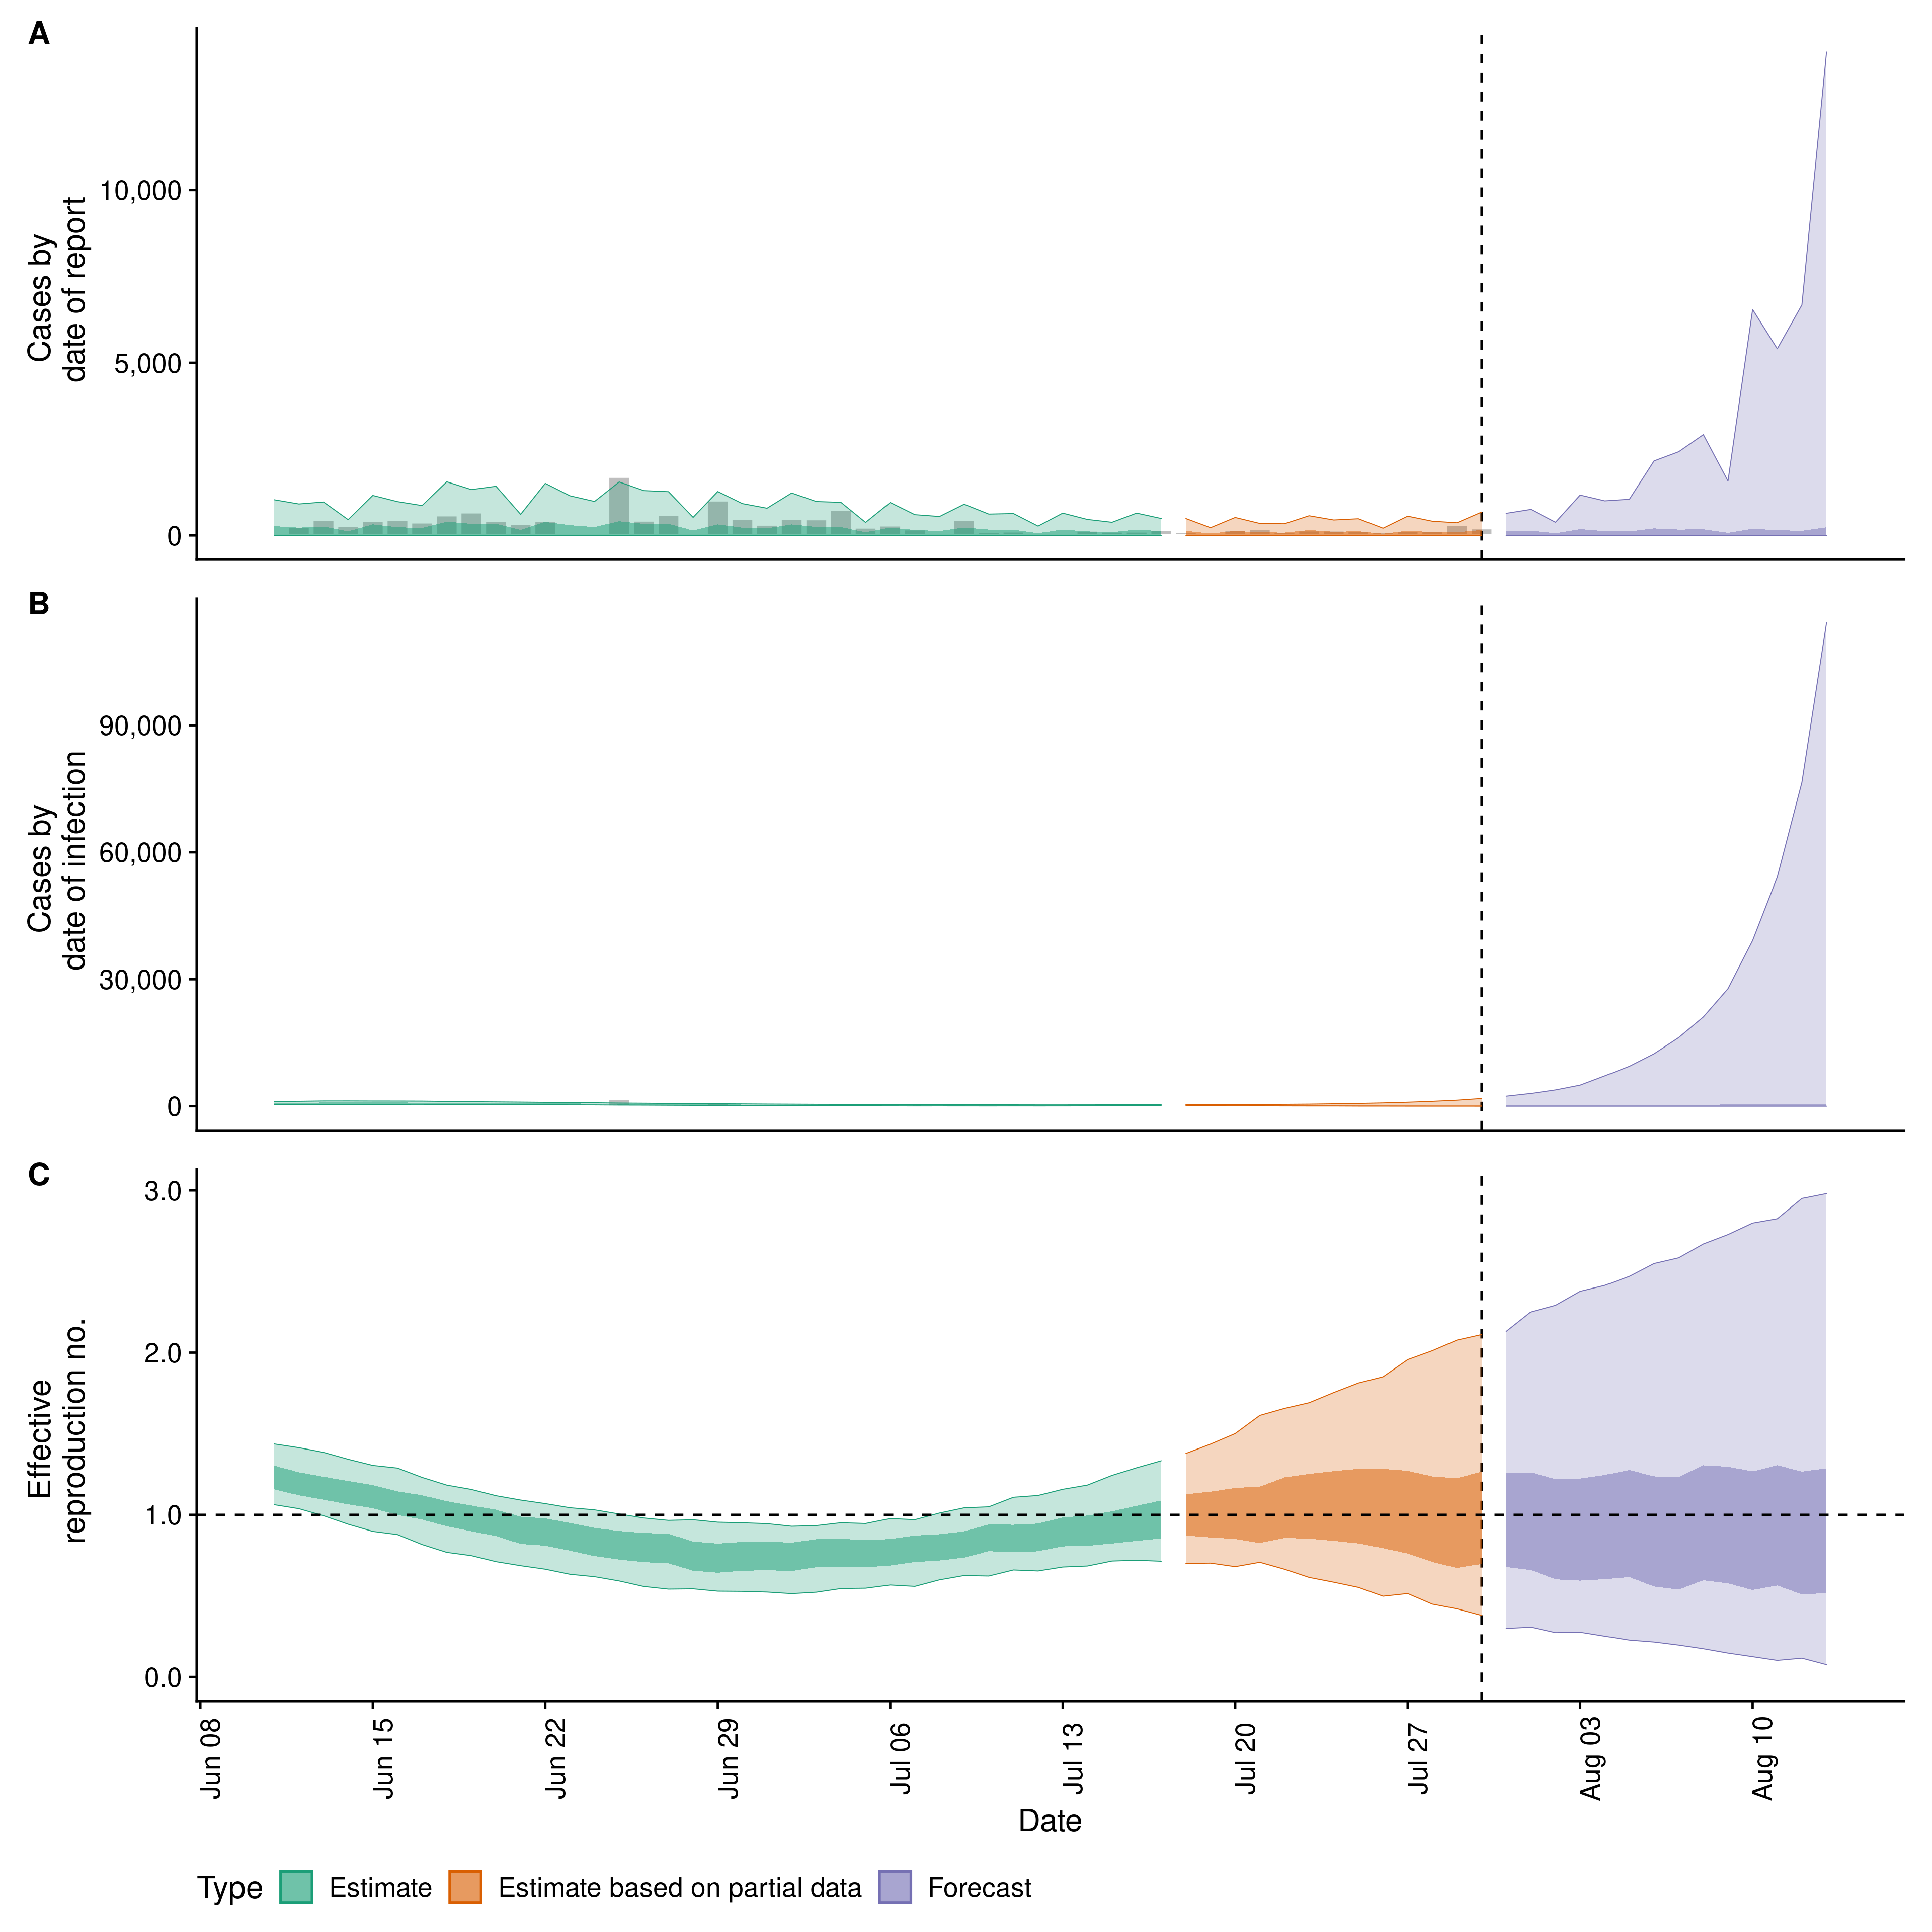 A
Cases by
date of report
10,000
5,000
0
B
Cases by
date of infection
90,000
60,000
30,000
0
C
Effective
reproduction no.
3.0
2.0
1.0
0.0
Jun 08
Jun 15
Jun 22
Jun 29
Jul 06
Jul 13
Jul 20
Jul 27
Aug 03
Aug 10
Date
Type Estimate Estimate based on partial data Forecast